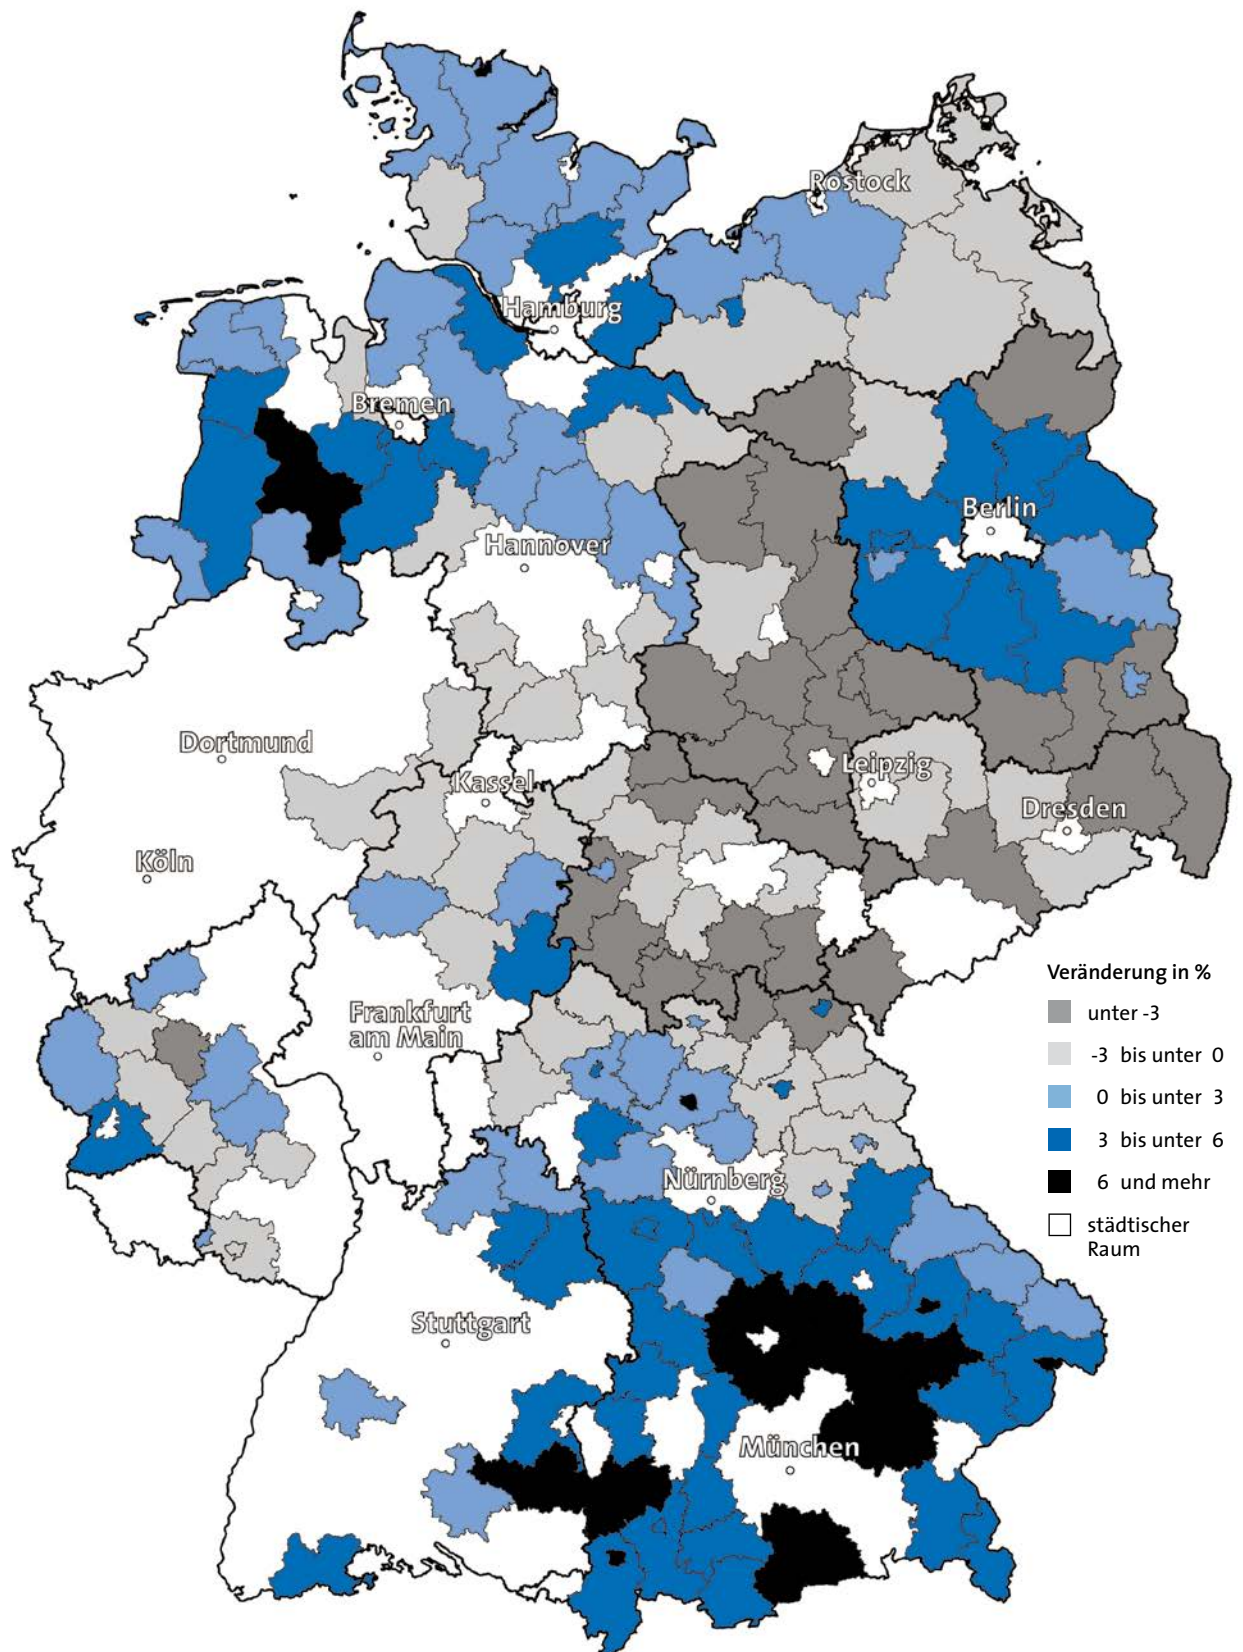 Rostock
Hamburg
Bremen
Berlin
Hannover
Dortmund
Kassel
Leipzig
Dresden
Köln
Frankfurt
am Main
Nürnberg
Stuttgart
München
Veränderung in %
unter -3
-3 bis unter 0
0 bis unter 3
3 bis unter 6
6 und mehr
städtischer
Raum